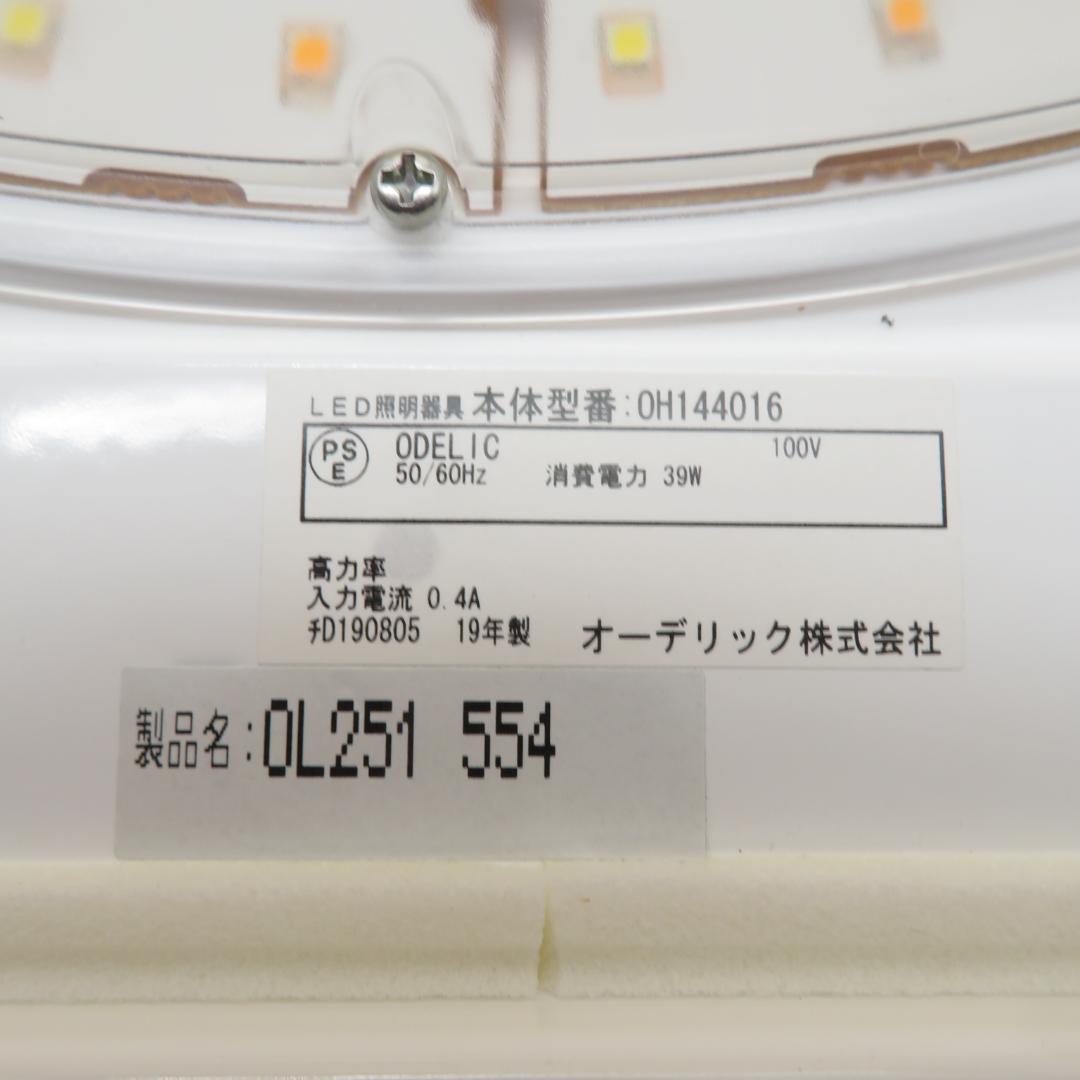 LED照明器具 本体型番:OH144016
PSE ODELIC 100V
50/60Hz 消費電力 39W
高力率
入力電流 0.4A
チD190805 19年製 オーデリック株式会社
製品名:OL251 554